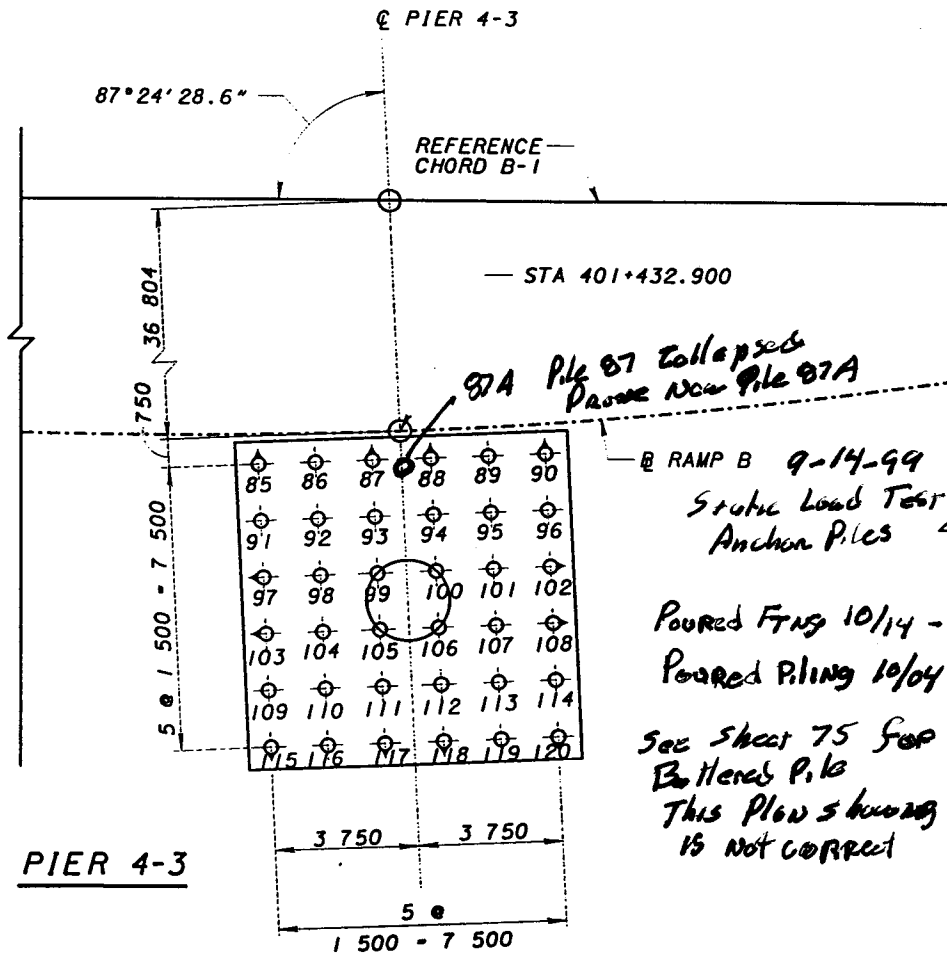 ℄ PIER 4-3
87°24'28.6"
REFERENCE
CHORD B-1
36 804
STA 401+432.900
87A Pile 87 Collapsed
Drove New Pile 87A
750
℄ RAMP B 9-14-99
85 86 87 88 89 90
Static Load Test
Anchor Piles
91 92 93 94 95 96
97 98 99 100 101 102
5 @ 1 500 - 7 500
Poured Ftng 10/14 -
103 104 105 106 107 108
Poured Piling 10/04
109 110 111 112 113 114
See Sheet 75 for
Battered Pile
115 116 117 118 119 120
This Plan showing
is not correct
3 750 3 750
PIER 4-3
5 @
1 500 - 7 500